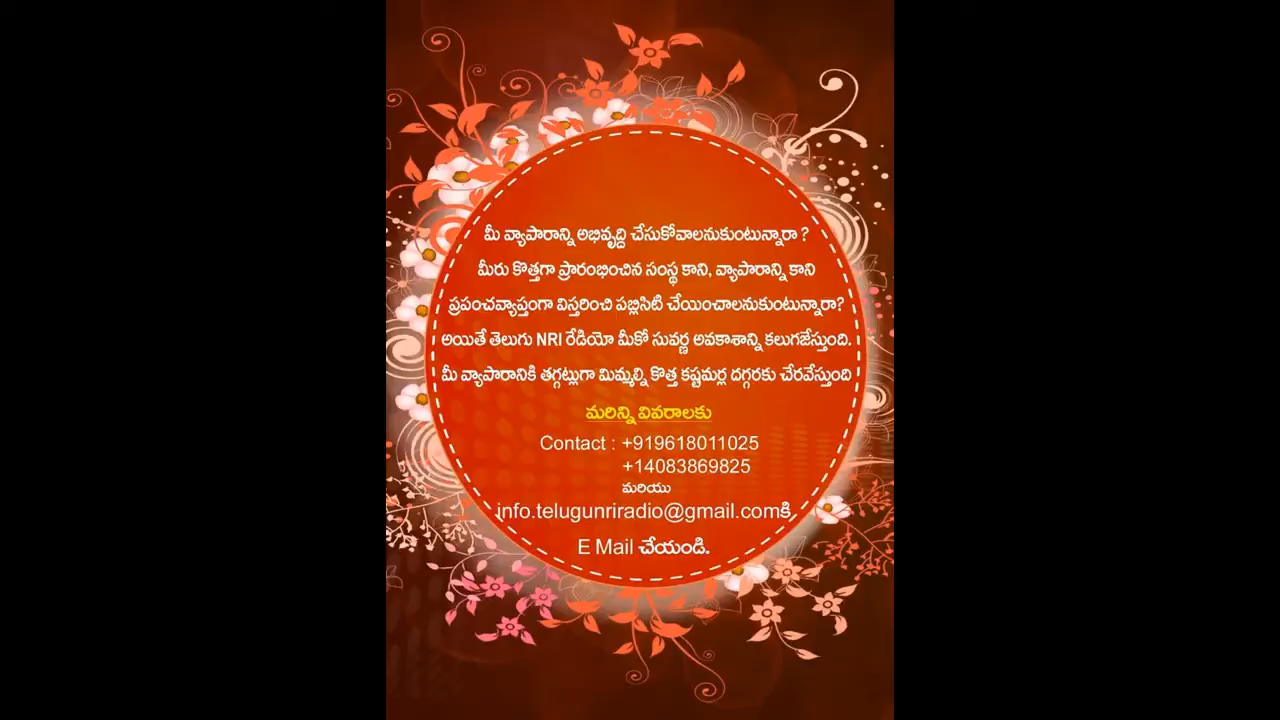 మీ వ్యాపారాన్ని అభివృద్ది చేసుకోవాలనుకుంటున్నారా ?
మీరు కొత్తగా ప్రారంభించిన సంస్థ కాని, వ్యాపారాన్ని కాని
ప్రపంచవ్యాప్తంగా విస్తరించి పబ్లిసిటి చేయించాలనుకుంటున్నారా?
అయితే తెలుగు NRI రేడియో మీకో సువర్ణ అవకాశాన్ని కలుగజేస్తుంది.
మీ వ్యాపారానికి తగ్గట్లుగా మిమ్మల్ని కొత్త కష్టమర్ల దగ్గరకు చేరవేస్తుంది
మరిన్ని వివరాలకు
Contact : +919618011025
+14083869825
మరియు
info.telugunriradio@gmail.comకి
E Mail చేయండి.